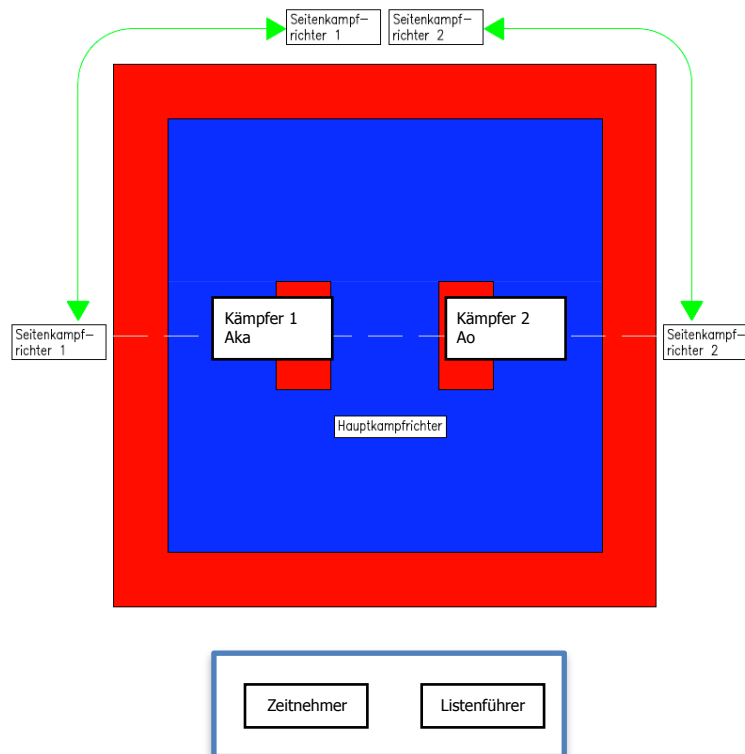 Seitenkampf–
richter 1
Seitenkampf–
richter 2
Kämpfer 1
Aka
Kämpfer 2
Ao
Seitenkampf–
richter 1
Seitenkampf–
richter 2
Hauptkampfrichter
Zeitnehmer
Listenführer